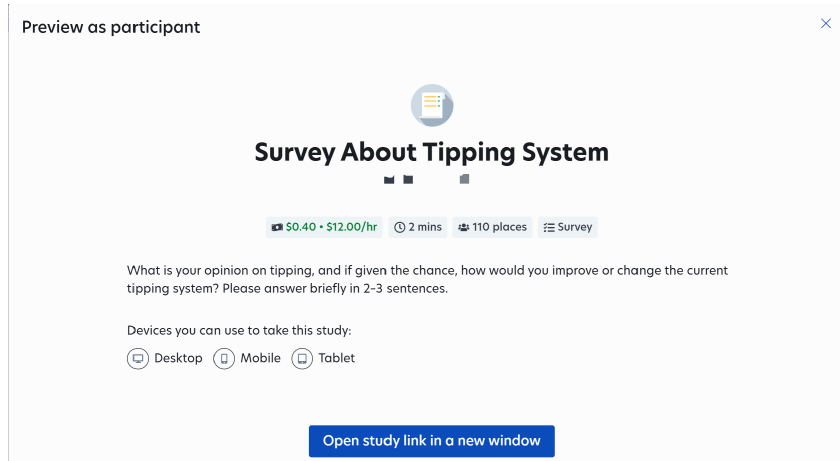 Preview as participant
Survey About Tipping System
$0.40 • $12.00/hr
2 mins
110 places
Survey
What is your opinion on tipping, and if given the chance, how would you improve or change the current
tipping system? Please answer briefly in 2–3 sentences.
Devices you can use to take this study:
Desktop
Mobile
Tablet
Open study link in a new window